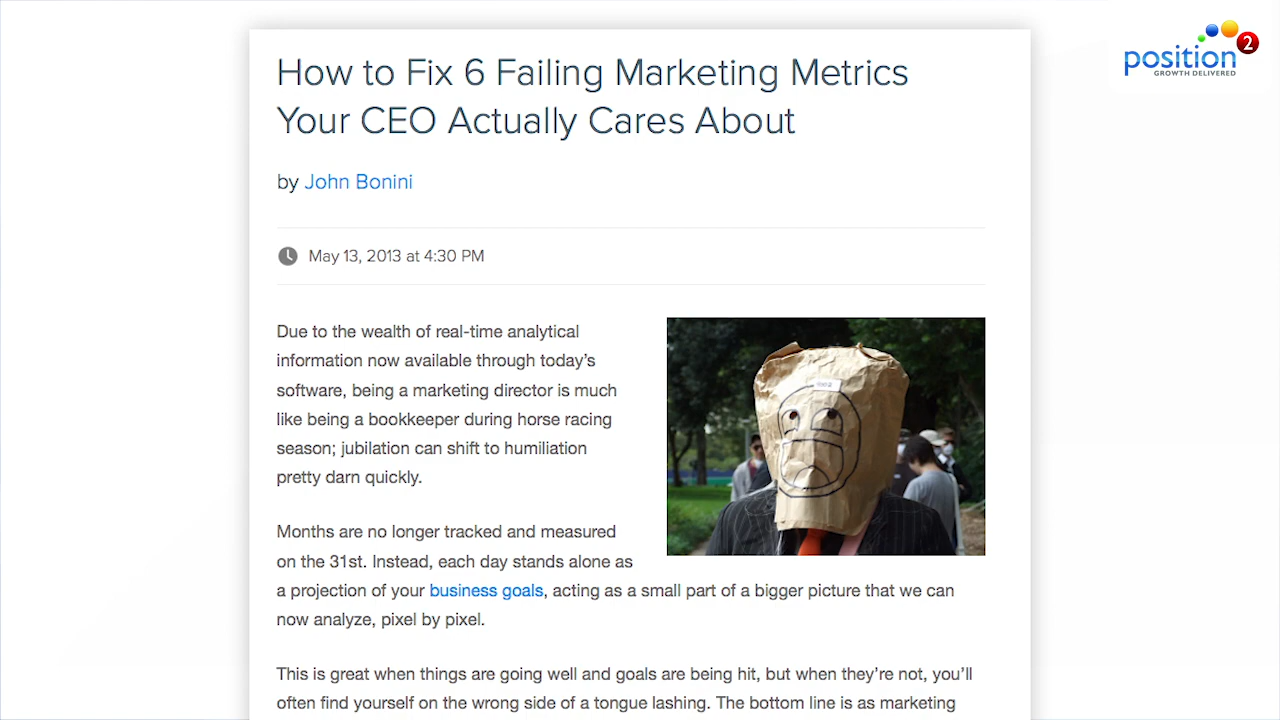 position2
GROWTH DELIVERED
How to Fix 6 Failing Marketing Metrics
Your CEO Actually Cares About
by John Bonini
May 13, 2013 at 4:30 PM
Due to the wealth of real-time analytical
information now available through today’s
software, being a marketing director is much
like being a bookkeeper during horse racing
season; jubilation can shift to humiliation
pretty darn quickly.
Months are no longer tracked and measured
on the 31st. Instead, each day stands alone as
a projection of your business goals, acting as a small part of a bigger picture that we can
now analyze, pixel by pixel.
This is great when things are going well and goals are being hit, but when they’re not, you’ll
often find yourself on the wrong side of a tongue lashing. The bottom line is as marketing